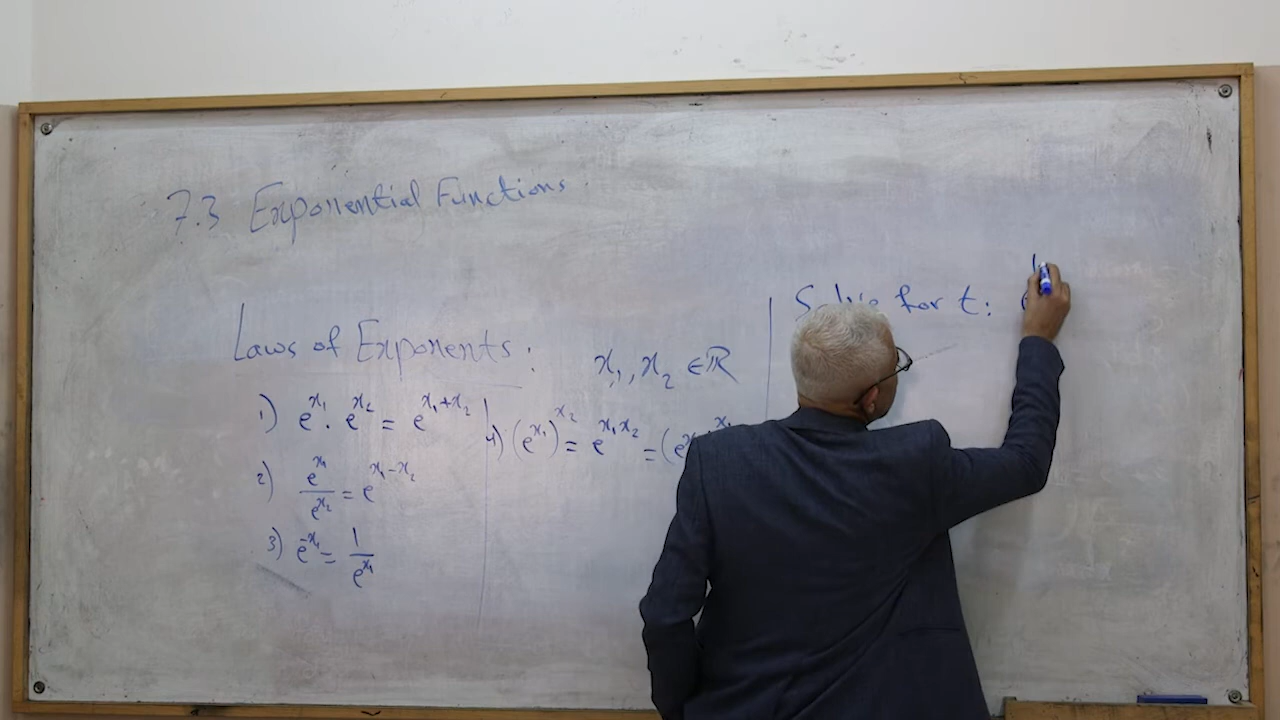 7.3 Exponential Functions
Laws of Exponents: x₁, x₂ ∈ ℝ
1) e^x₁ . e^x₂ = e^(x₁+x₂)
2) e^x₁/e^x₂ = e^(x₁-x₂)
3) e^-x₁ = 1/e^x₁
4) (e^x₁)^x₂ = e^(x₁x₂) = (e^x
Solve for t: